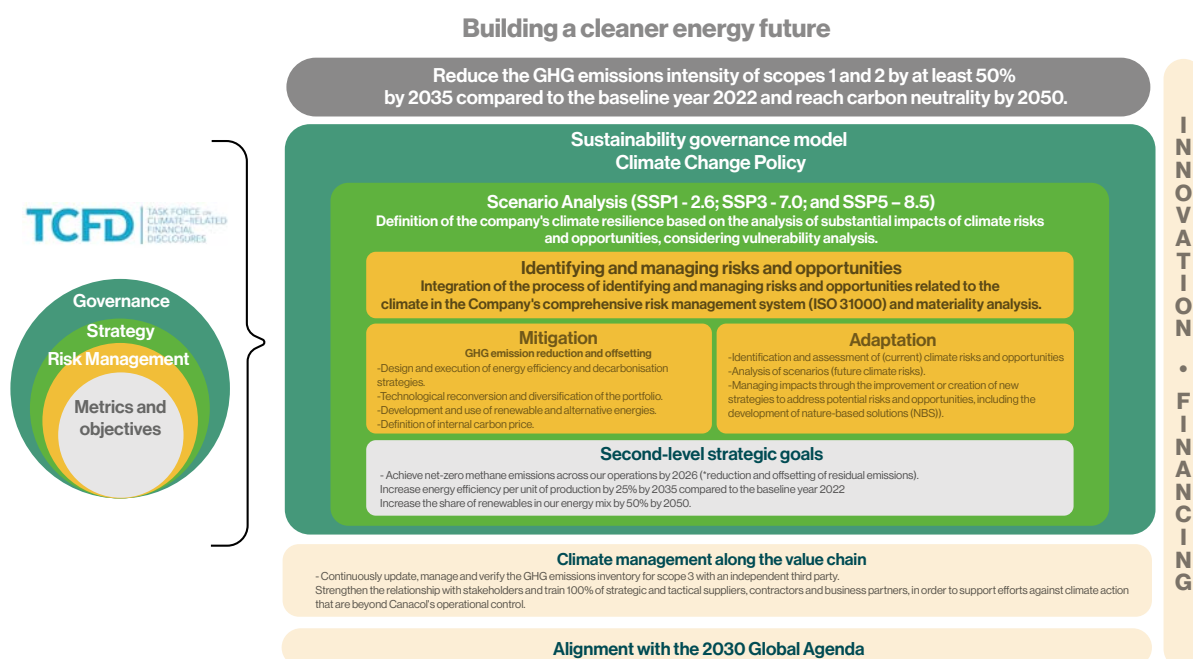 Building a cleaner energy future
Reduce the GHG emissions intensity of scopes 1 and 2 by at least 50%
by 2035 compared to the baseline year 2022 and reach carbon neutrality by 2050.
Sustainability governance model
Climate Change Policy
Scenario Analysis (SSP1 - 2.6; SSP3 - 7.0; and SSP5 – 8.5)
Definition of the company's climate resilience based on the analysis of substantial impacts of climate risks
and opportunities, considering vulnerability analysis.
Identifying and managing risks and opportunities
Integration of the process of identifying and managing risks and opportunities related to the
climate in the Company's comprehensive risk management system (ISO 31000) and materiality analysis.
Mitigation
GHG emission reduction and offsetting
-Design and execution of energy efficiency and decarbonisation
strategies.
-Technological reconversion and diversification of the portfolio.
-Development and use of renewable and alternative energies.
-Definition of internal carbon price.
Adaptation
-Identification and assessment of (current) climate risks and opportunities
-Analysis of scenarios (future climate risks).
-Managing impacts through the improvement or creation of new
strategies to address potential risks and opportunities, including the
development of nature-based solutions (NBS)).
Second-level strategic goals
- Achieve net-zero methane emissions across our operations by 2026 (*reduction and offsetting of residual emissions).
Increase energy efficiency per unit of production by 25% by 2035 compared to the baseline year 2022
Increase the share of renewables in our energy mix by 50% by 2050.
Climate management along the value chain
- Continuously update, manage and verify the GHG emissions inventory for scope 3 with an independent third party.
Strengthen the relationship with stakeholders and train 100% of strategic and tactical suppliers, contractors and business partners, in order to support efforts against climate action
that are beyond Canacol's operational control.
Alignment with the 2030 Global Agenda
TCFD
TASK FORCE ON
CLIMATE-RELATED
FINANCIAL
DISCLOSURES
Governance
Strategy
Risk Management
Metrics and
objectives
INNOVATION • FINANCING